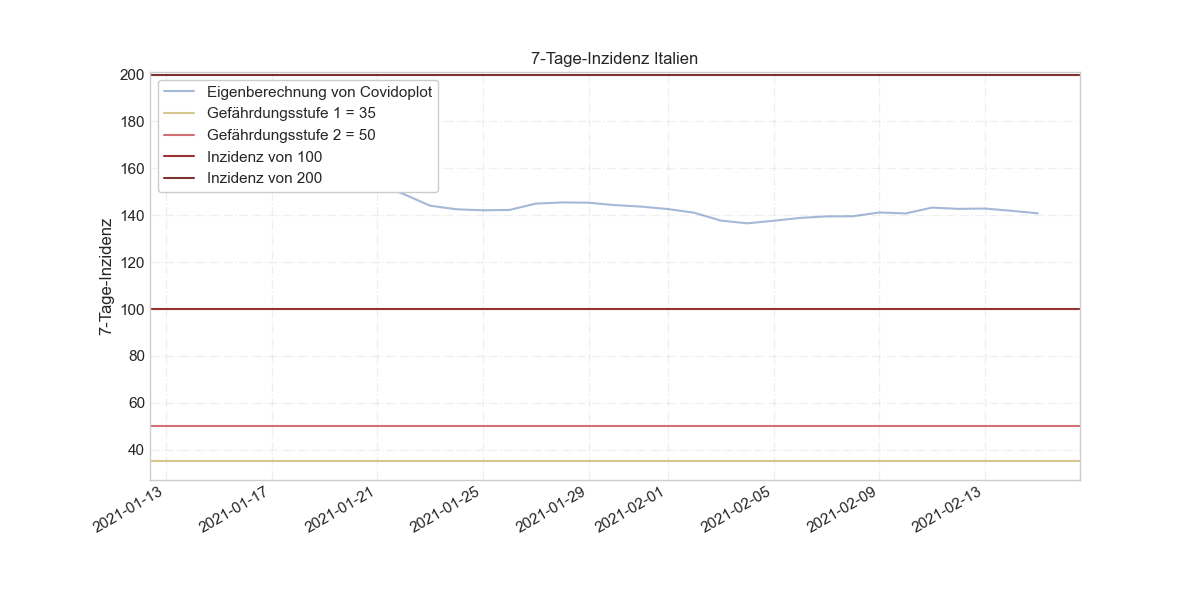 7-Tage-Inzidenz Italien
200
180
160
140
120
100
80
60
40
7-Tage-Inzidenz
Eigenberechnung von Covidoplot
Gefährdungsstufe 1 = 35
Gefährdungsstufe 2 = 50
Inzidenz von 100
Inzidenz von 200
2021-01-13
2021-01-17
2021-01-21
2021-01-25
2021-01-29
2021-02-01
2021-02-05
2021-02-09
2021-02-13